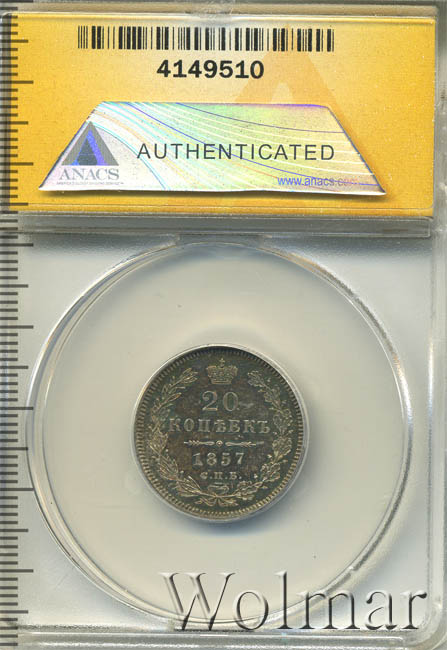 4149510
ANACS
AUTHENTICATED
www.anacs.com
20
КОПѢЕКЪ
1857
С.П.Б.
Wolmar